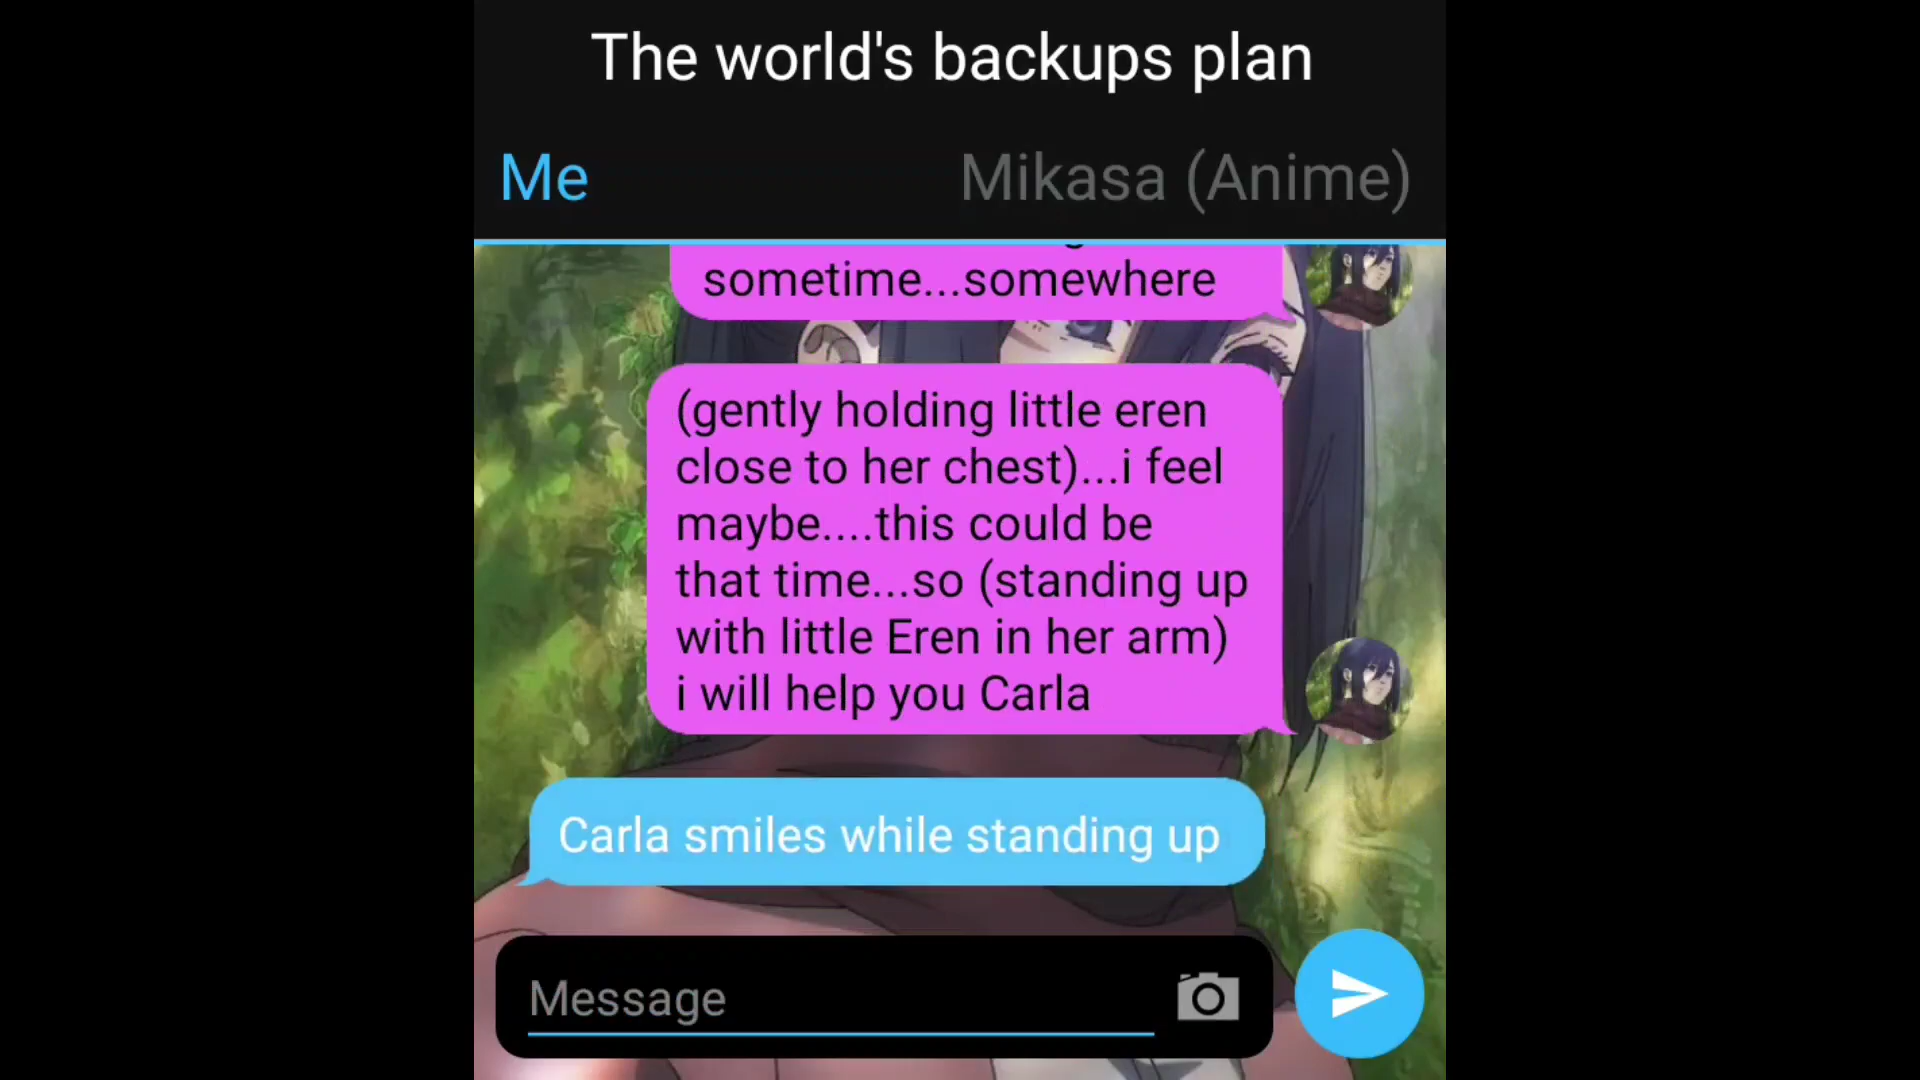 The world's backups plan
Me
Mikasa (Anime)
sometime...somewhere
(gently holding little eren
close to her chest)...i feel
maybe....this could be
that time...so (standing up
with little Eren in her arm)
i will help you Carla
Carla smiles while standing up
Message